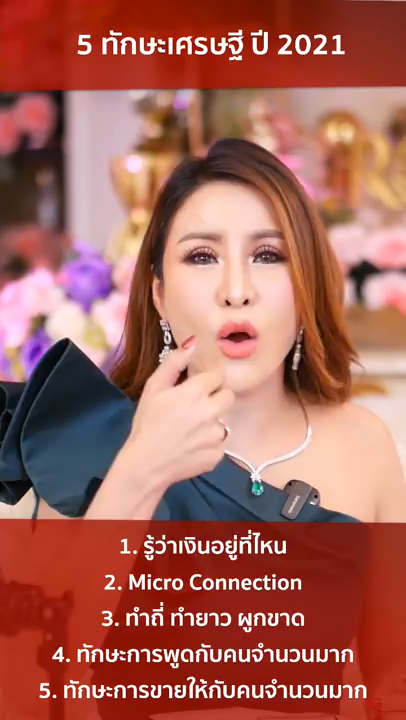 5 ทักษะเศรษฐี ปี 2021
1. รู้ว่าเงินอยู่ที่ไหน
2. Micro Connection
3. ทำถี่ ทำยาว ผูกขาด
4. ทักษะการพูดกับคนจำนวนมาก
5. ทักษะการขายให้กับคนจำนวนมาก